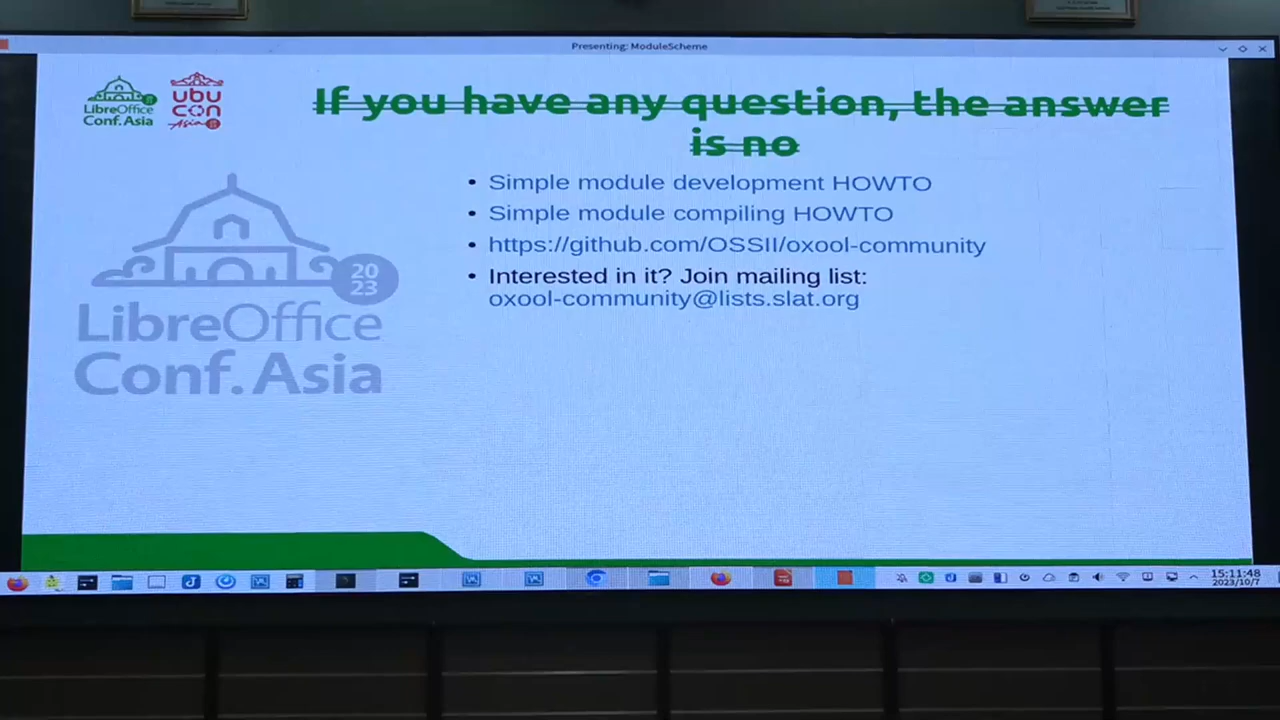 Presenting: ModuleScheme
LibreOffice
Conf.Asia
ubu
con
Asia
If you have any question, the answer
is no
• Simple module development HOWTO
• Simple module compiling HOWTO
• https://github.com/OSSII/oxool-community
• Interested in it? Join mailing list:
oxool-community@lists.slat.org
20
23
LibreOffice
Conf.Asia
15:11:48
2023/10/7